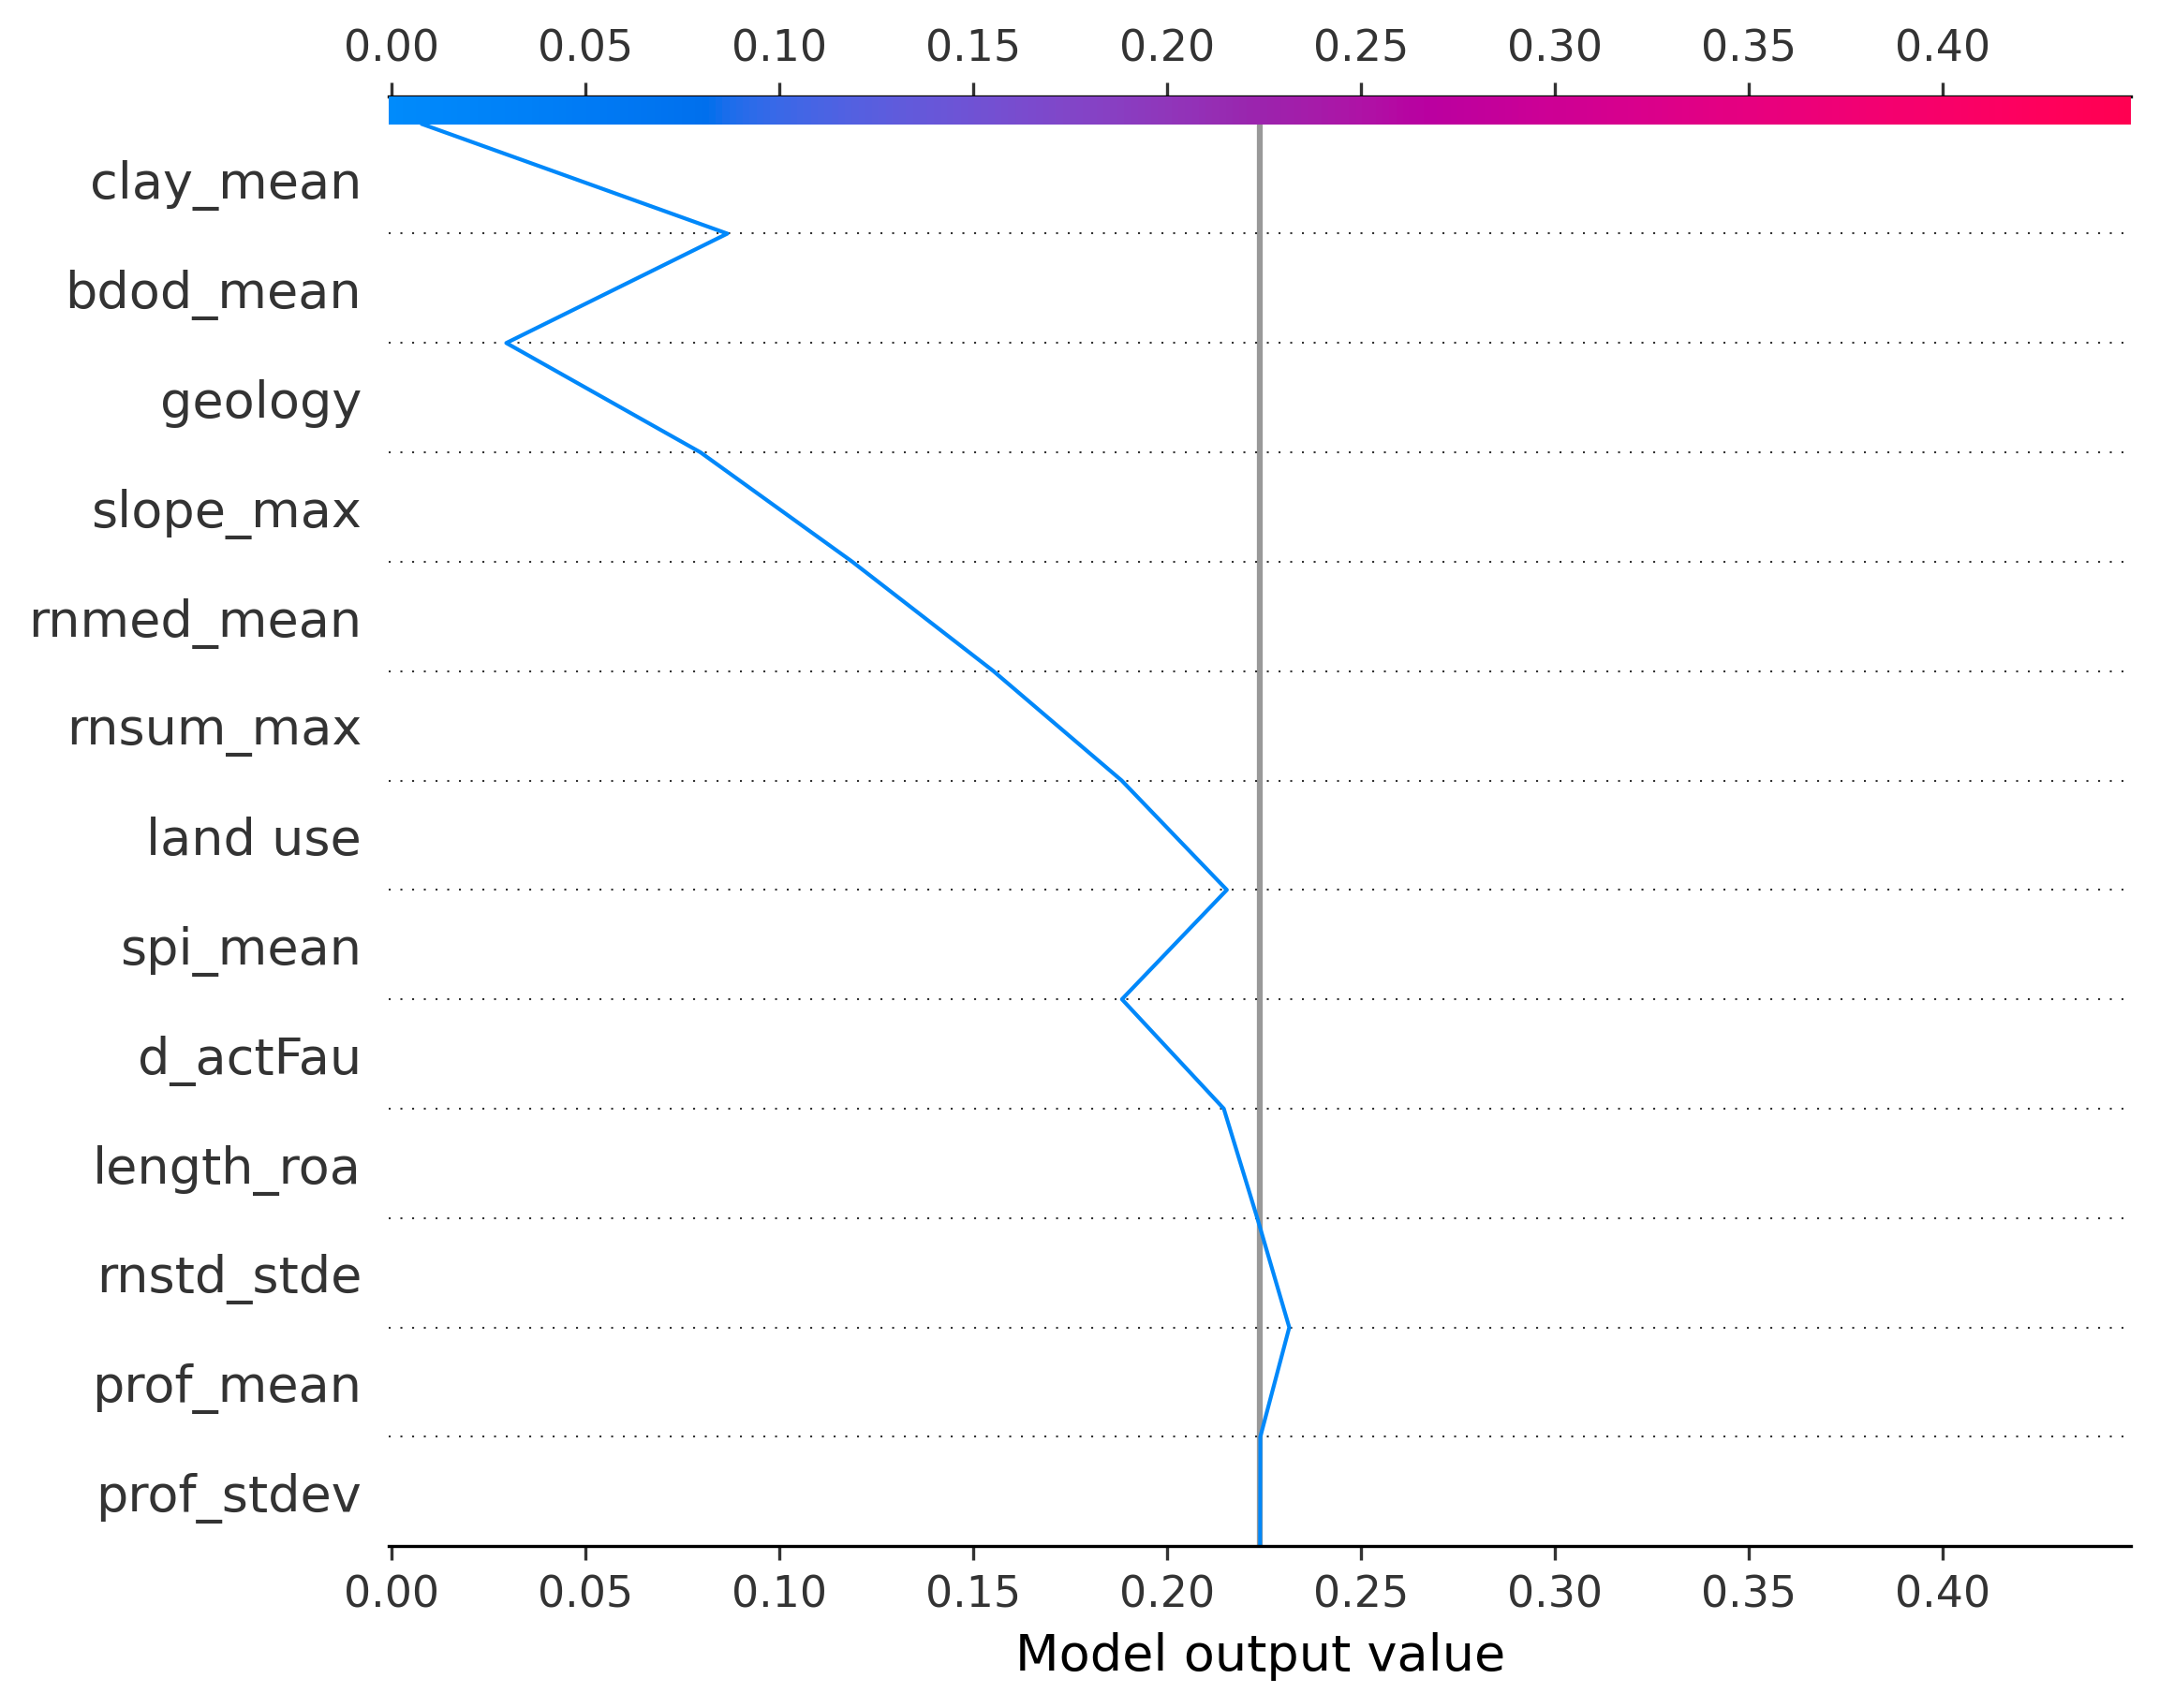 0.00 0.05 0.10 0.15 0.20 0.25 0.30 0.35 0.40
clay_mean
bdod_mean
geology
slope_max
rnmed_mean
rnsum_max
land use
spi_mean
d_actFau
length_roa
rnstd_stde
prof_mean
prof_stdev
0.00 0.05 0.10 0.15 0.20 0.25 0.30 0.35 0.40
Model output value